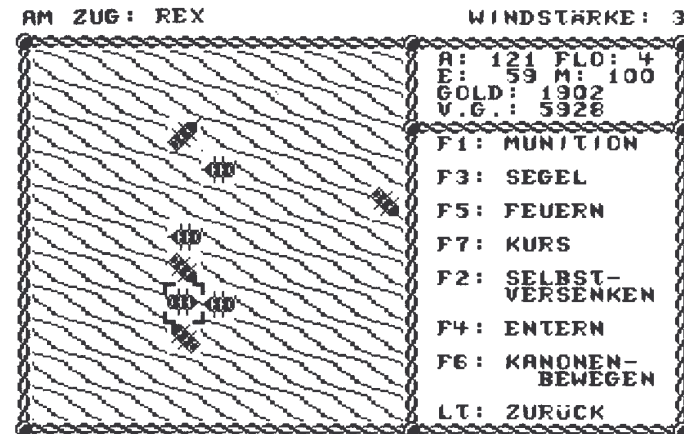 AM ZUG: REX
WINDSTÄRKE: 3
A: 121 FLO: 4
E: 59 M: 100
GOLD: 1902
V.G.: 5928
F1: MUNITION
F3: SEGEL
F5: FEUERN
F7: KURS
F2: SELBST-
VERSENKEN
F4: ENTERN
F6: KANONEN-
BEWEGEN
LT: ZURÜCK